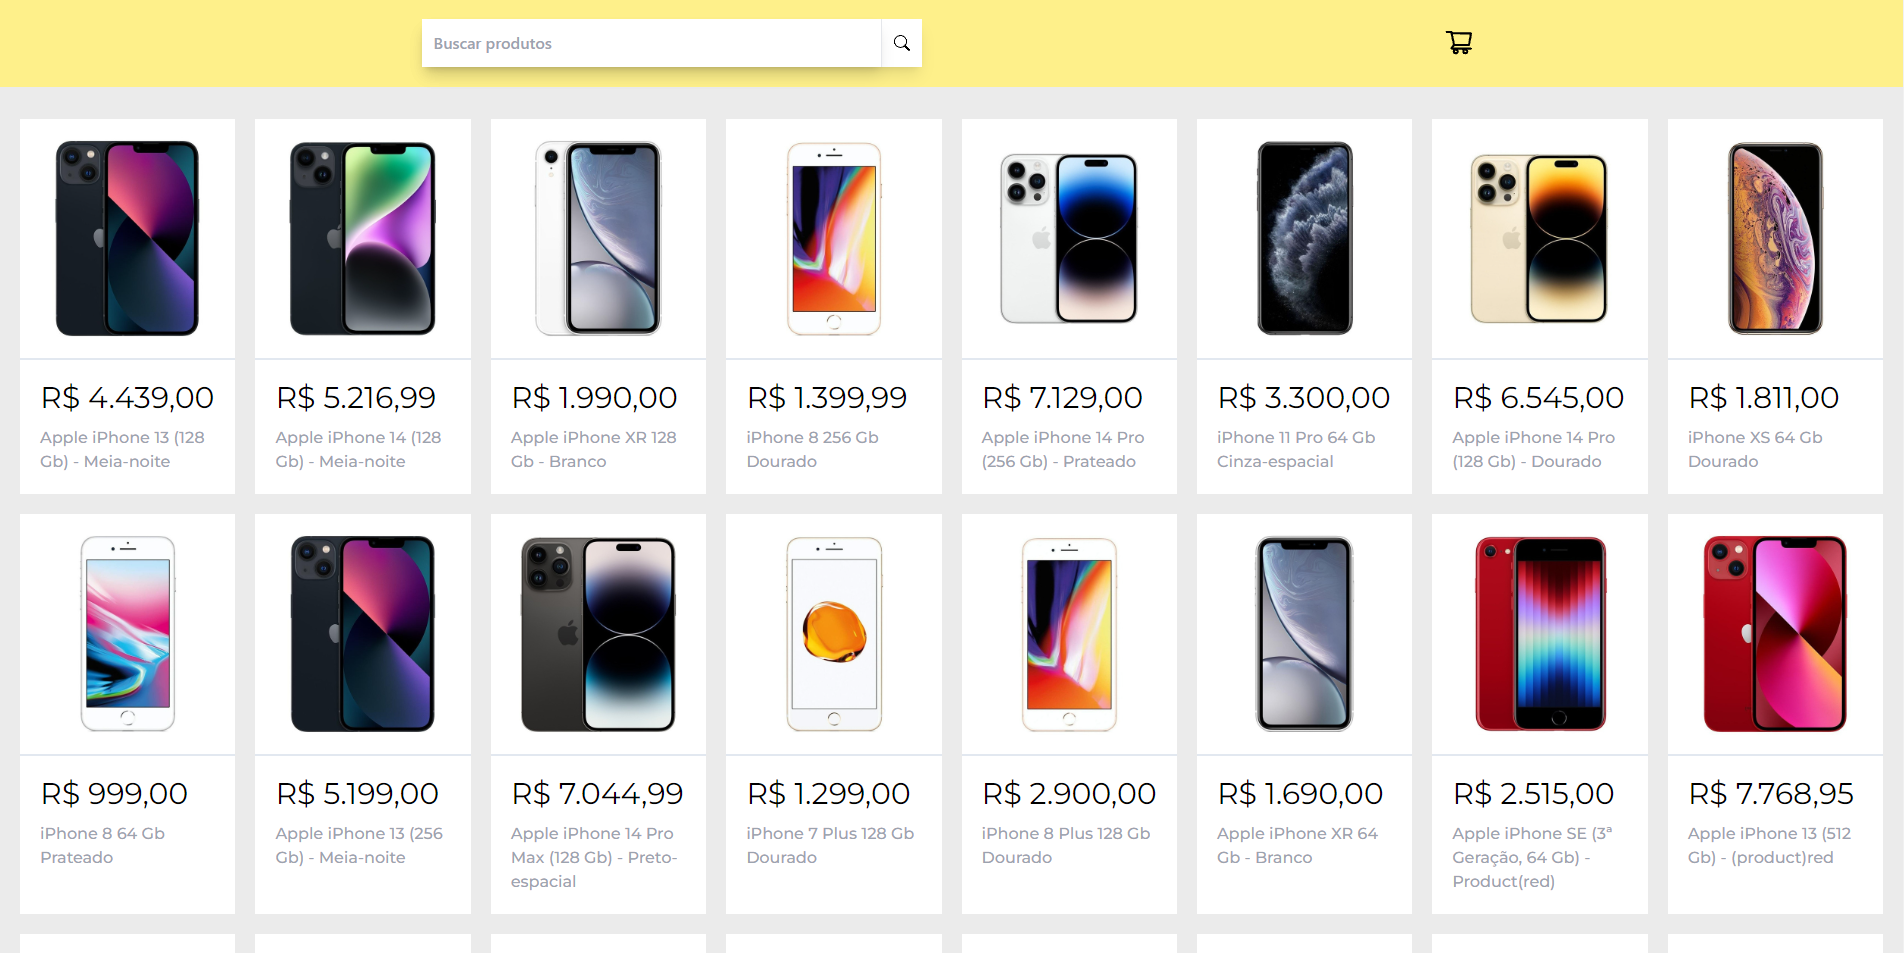 Buscar produtos
R$ 4.439,00
Apple iPhone 13 (128
Gb) - Meia-noite
R$ 5.216,99
Apple iPhone 14 (128
Gb) - Meia-noite
R$ 1.990,00
Apple iPhone XR 128
Gb - Branco
R$ 1.399,99
iPhone 8 256 Gb
Dourado
R$ 7.129,00
Apple iPhone 14 Pro
(256 Gb) - Prateado
R$ 3.300,00
iPhone 11 Pro 64 Gb
Cinza-espacial
R$ 6.545,00
Apple iPhone 14 Pro
(128 Gb) - Dourado
R$ 1.811,00
iPhone XS 64 Gb
Dourado
R$ 999,00
iPhone 8 64 Gb
Prateado
R$ 5.199,00
Apple iPhone 13 (256
Gb) - Meia-noite
R$ 7.044,99
Apple iPhone 14 Pro
Max (128 Gb) - Preto-
espacial
R$ 1.299,00
iPhone 7 Plus 128 Gb
Dourado
R$ 2.900,00
iPhone 8 Plus 128 Gb
Dourado
R$ 1.690,00
Apple iPhone XR 64
Gb - Branco
R$ 2.515,00
Apple iPhone SE (3ª
Geração, 64 Gb) -
Product(red)
R$ 7.768,95
Apple iPhone 13 (512
Gb) - (product)red